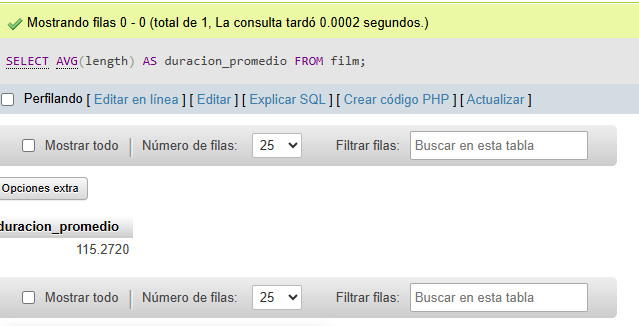 Mostrando filas 0 - 0 (total de 1, La consulta tardó 0.0002 segundos.)
SELECT AVG(length) AS duracion_promedio FROM film;
Perfilando [ Editar en línea ] [ Editar ] [ Explicar SQL ] [ Crear código PHP ] [ Actualizar ]
Mostrar todo Número de filas: 25 Filtrar filas: Buscar en esta tabla
Opciones extra
duracion_promedio
115.2720
Mostrar todo Número de filas: 25 Filtrar filas: Buscar en esta tabla